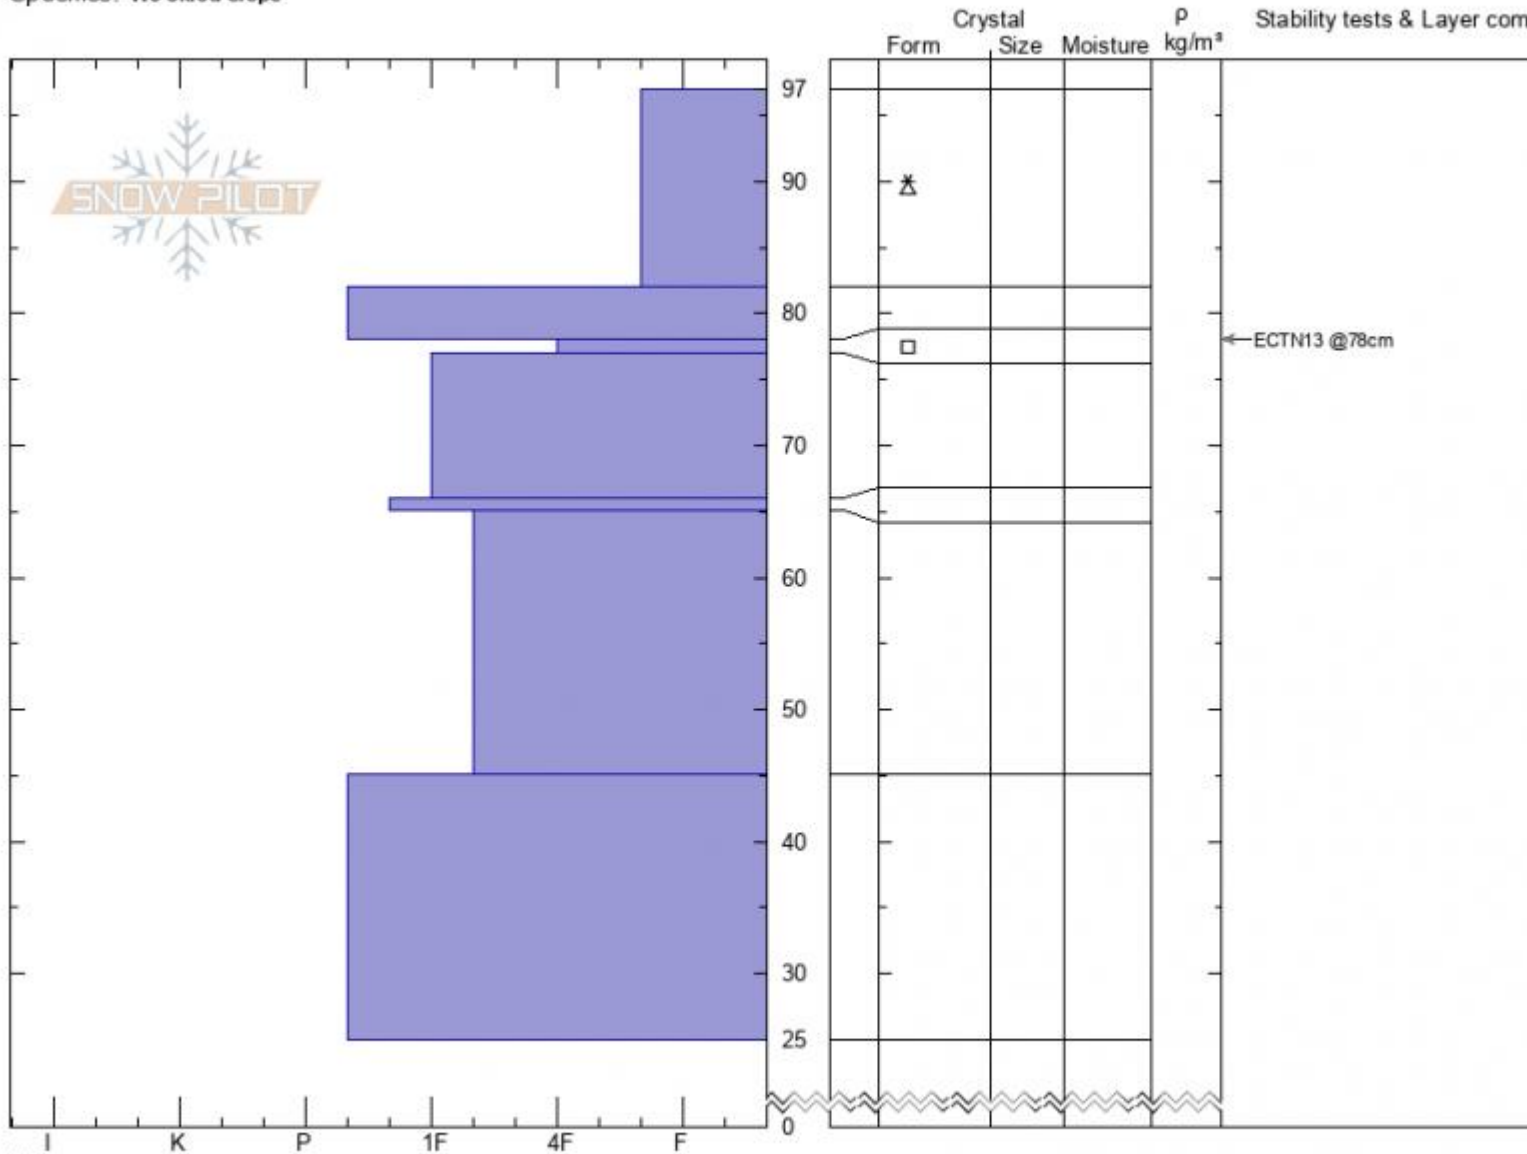 Crystal
ρ
Stability tests & Layer com
Form Size Moisture kg/m³
97
SNOW PILOT
90
80
ECTN13 @78cm
70
60
50
40
30
25
0
I K P 1F 4F F